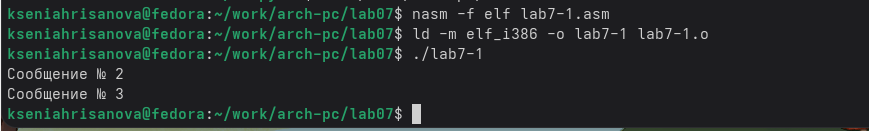 kseniahrisanova@fedora:~/work/arch-pc/lab07$ nasm -f elf lab7-1.asm
kseniahrisanova@fedora:~/work/arch-pc/lab07$ ld -m elf_i386 -o lab7-1 lab7-1.o
kseniahrisanova@fedora:~/work/arch-pc/lab07$ ./lab7-1
Сообщение № 2
Сообщение № 3
kseniahrisanova@fedora:~/work/arch-pc/lab07$